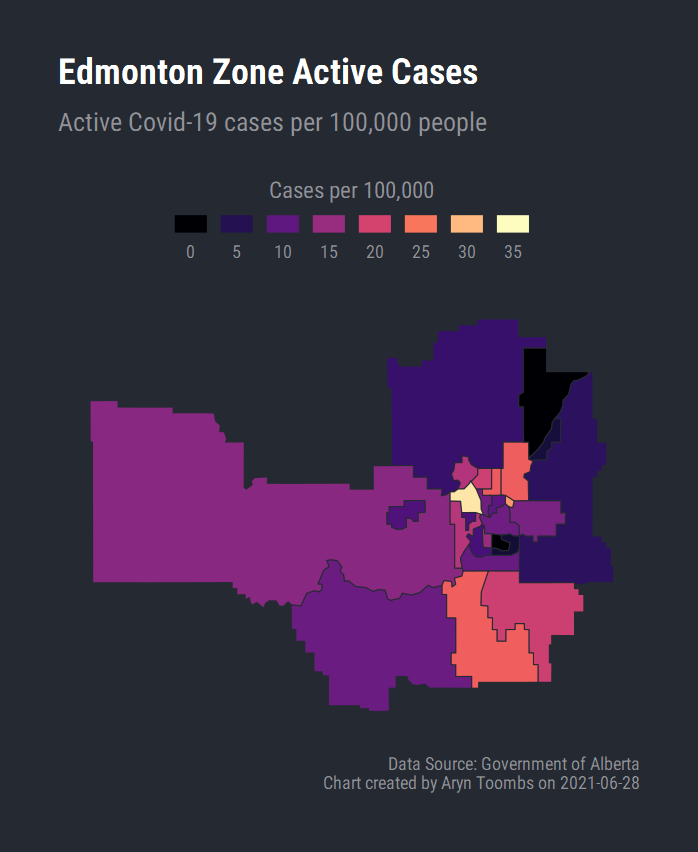 Edmonton Zone Active Cases
Active Covid-19 cases per 100,000 people
Cases per 100,000
0 5 10 15 20 25 30 35
Data Source: Government of Alberta
Chart created by Aryn Toombs on 2021-06-28